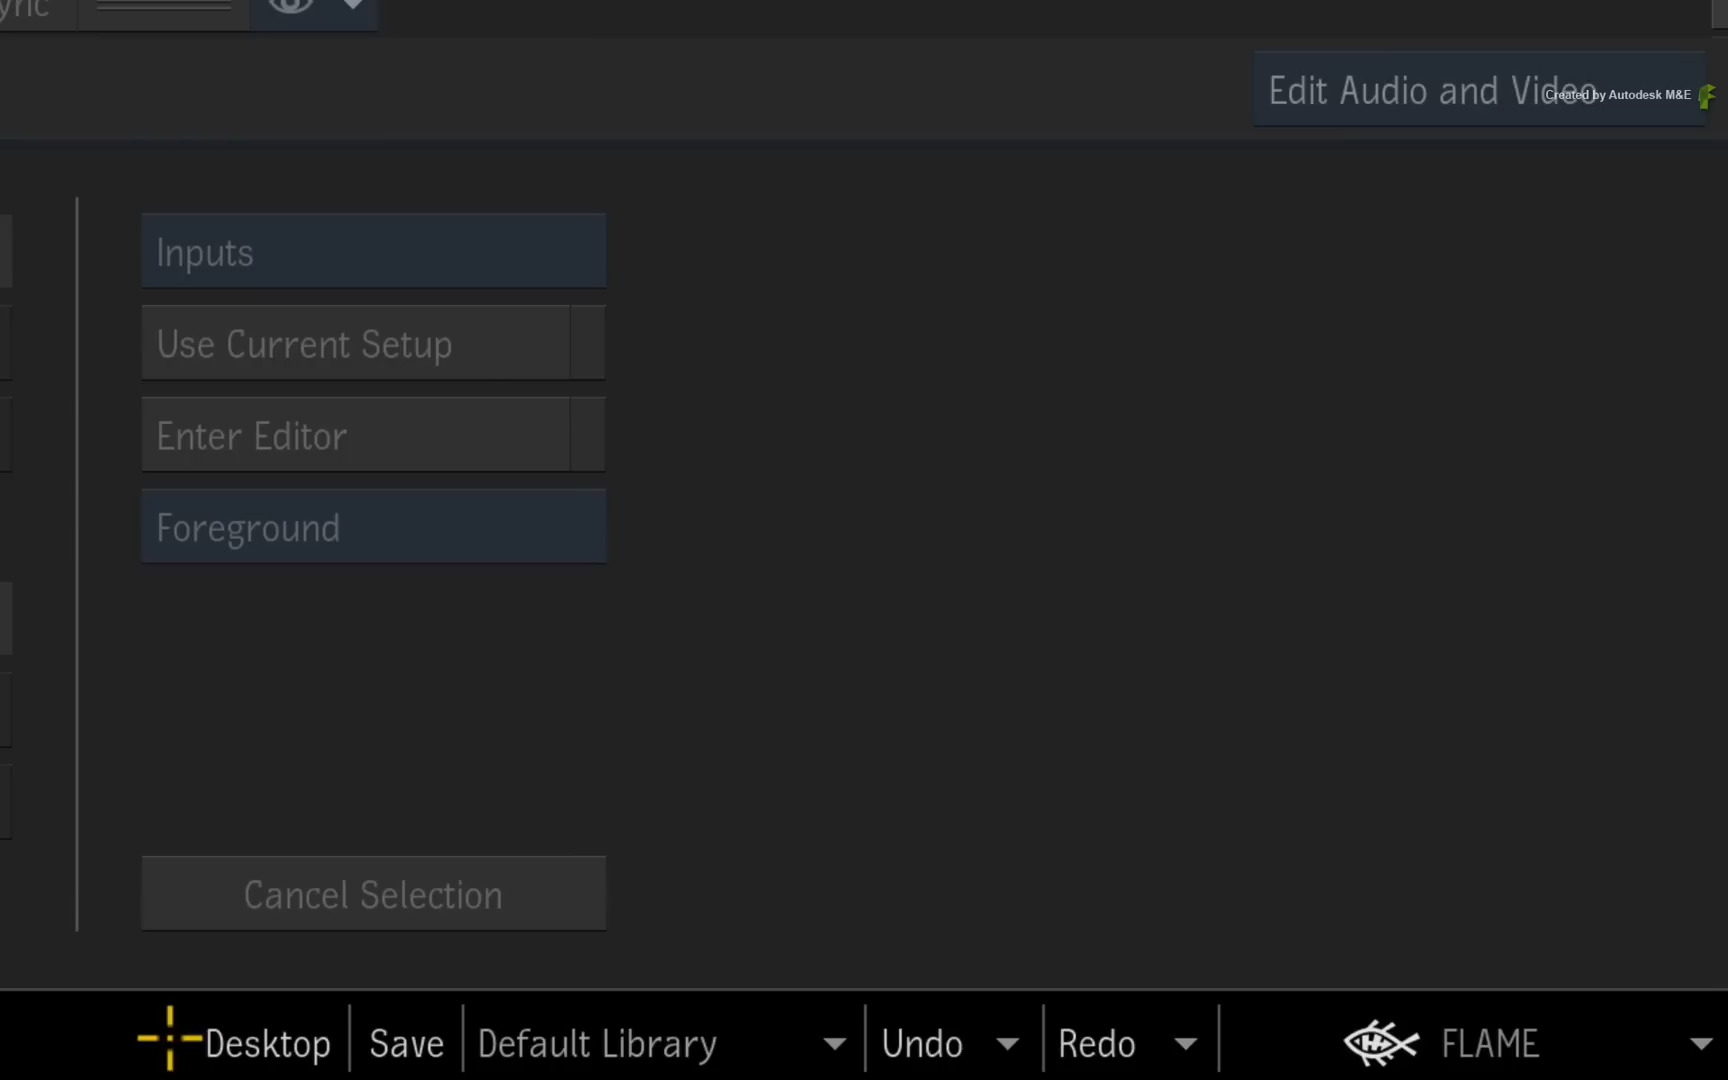 yric
Edit Audio and Video
Created by Autodesk M&E
Inputs
Use Current Setup
Enter Editor
Foreground
Cancel Selection
Desktop
Save
Default Library
Undo
Redo
FLAME